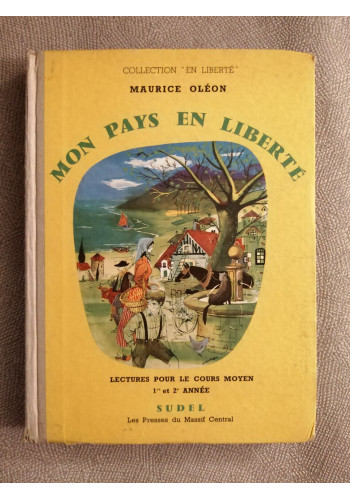 COLLECTION "EN LIBERTÉ"
MAURICE OLÉON
MON PAYS EN LIBERTÉ
LECTURES POUR LE COURS MOYEN
1re et 2e ANNÉE
SUDEL
Les Presses du Massif Central